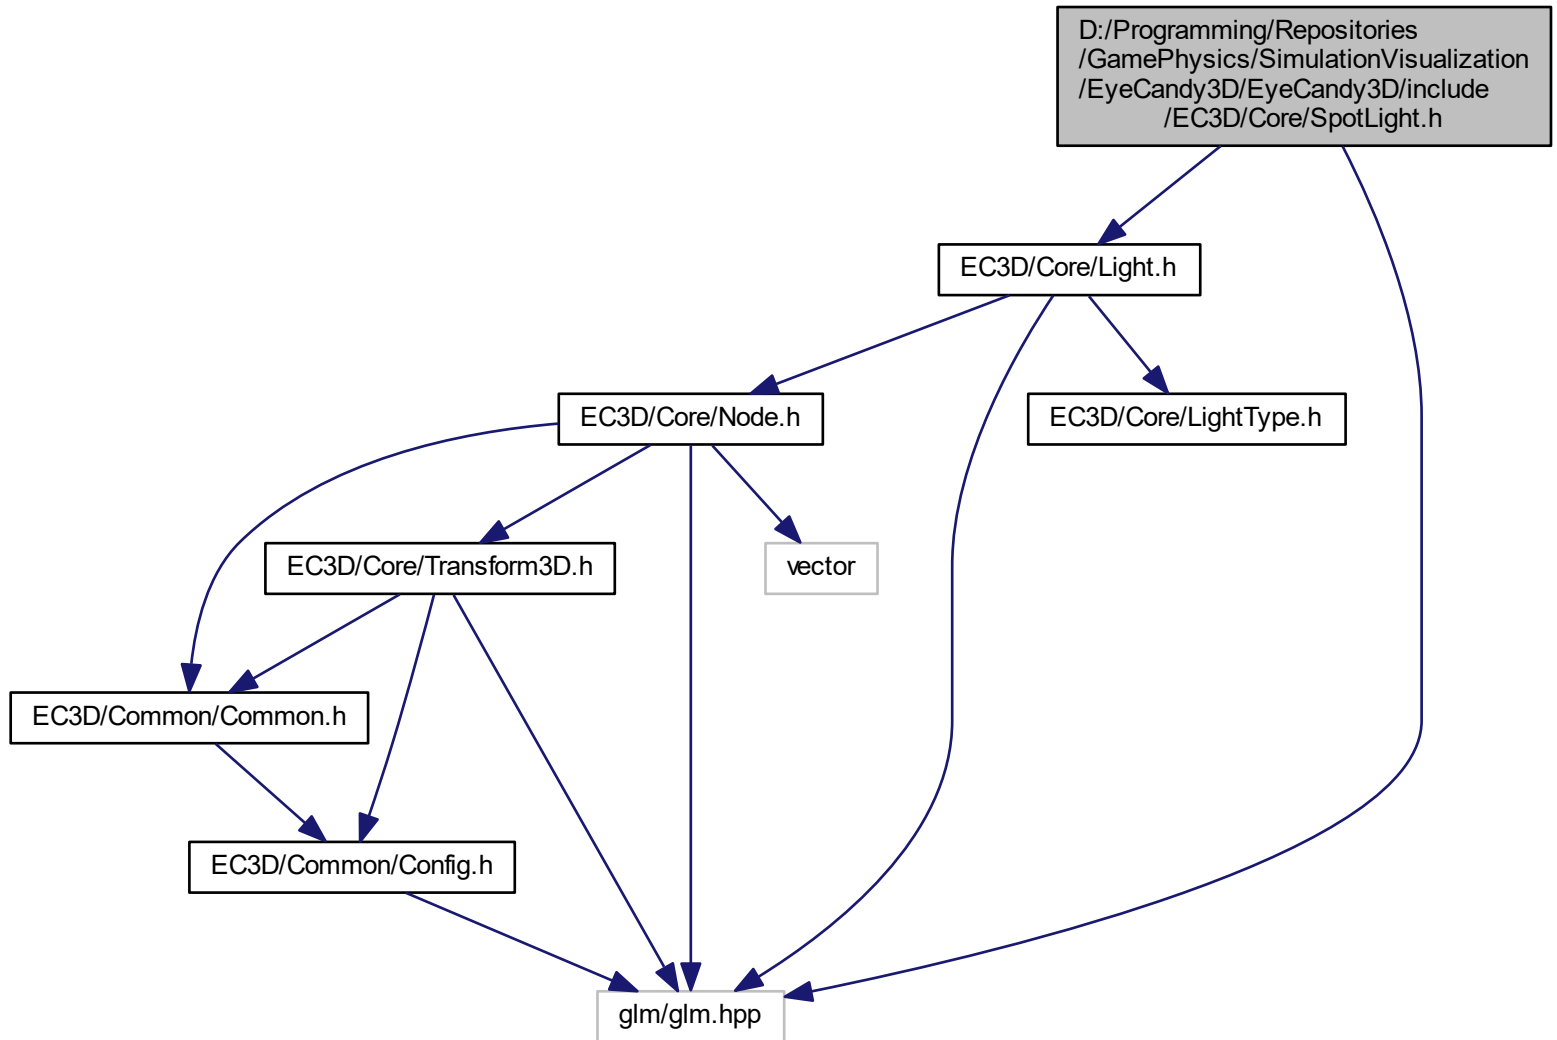 D:/Programming/Repositories
/GamePhysics/SimulationVisualization
/EyeCandy3D/EyeCandy3D/include
/EC3D/Core/SpotLight.h
EC3D/Core/Light.h
EC3D/Core/Node.h
EC3D/Core/LightType.h
EC3D/Core/Transform3D.h
vector
EC3D/Common/Common.h
EC3D/Common/Config.h
glm/glm.hpp